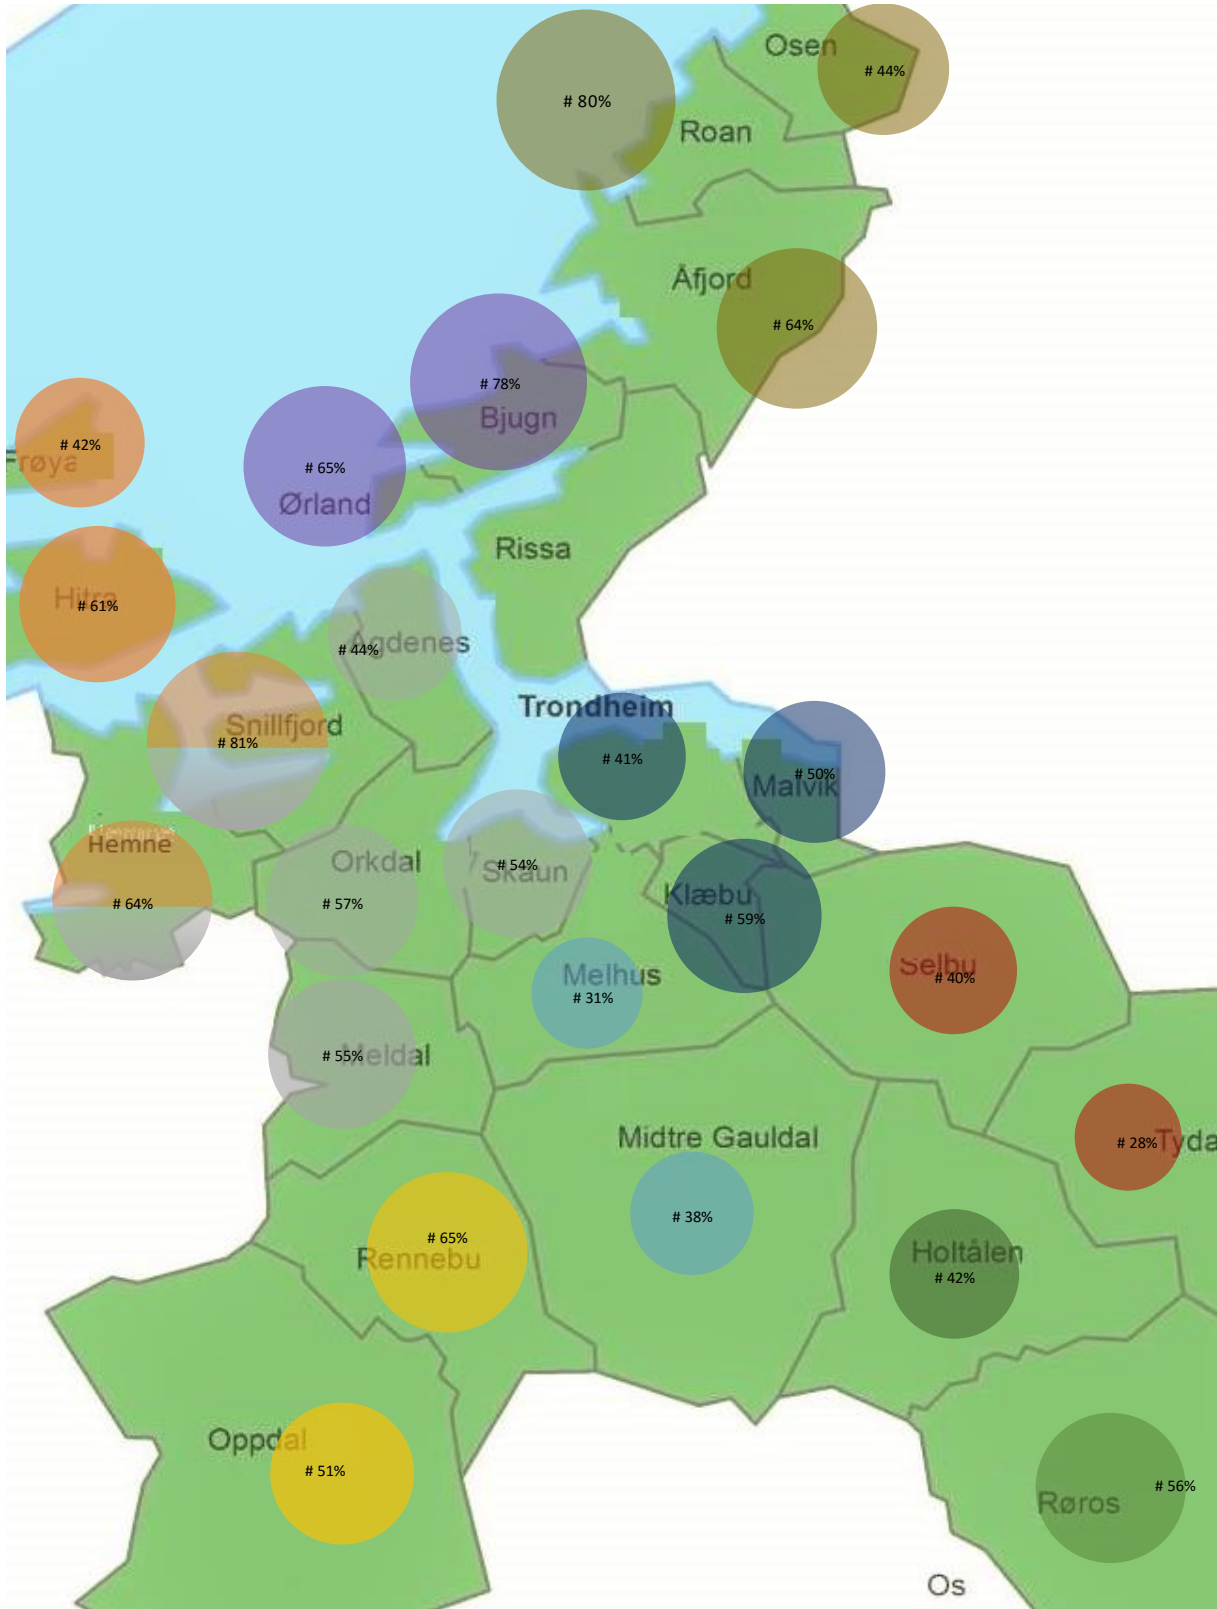 Osen
# 44%
# 80%
Roan
Åfjord
# 64%
# 78%
Bjugn
# 42%
Frøya
# 65%
Ørland
Rissa
Hitra
# 61%
Agdenes
# 44%
Trondheim
Snillfjord
# 81%
# 41%
# 50%
Malvik
Hemne
# 64%
Orkdal
# 57%
# 54%
Skaun
Klæbu
# 59%
Melhus
# 31%
Selbu
# 40%
# 55%
Meldal
Midtre Gauldal
# 28%
Tyda
# 38%
# 65%
Rennebu
Holtålen
# 42%
Oppdal
# 51%
# 56%
Røros
Os